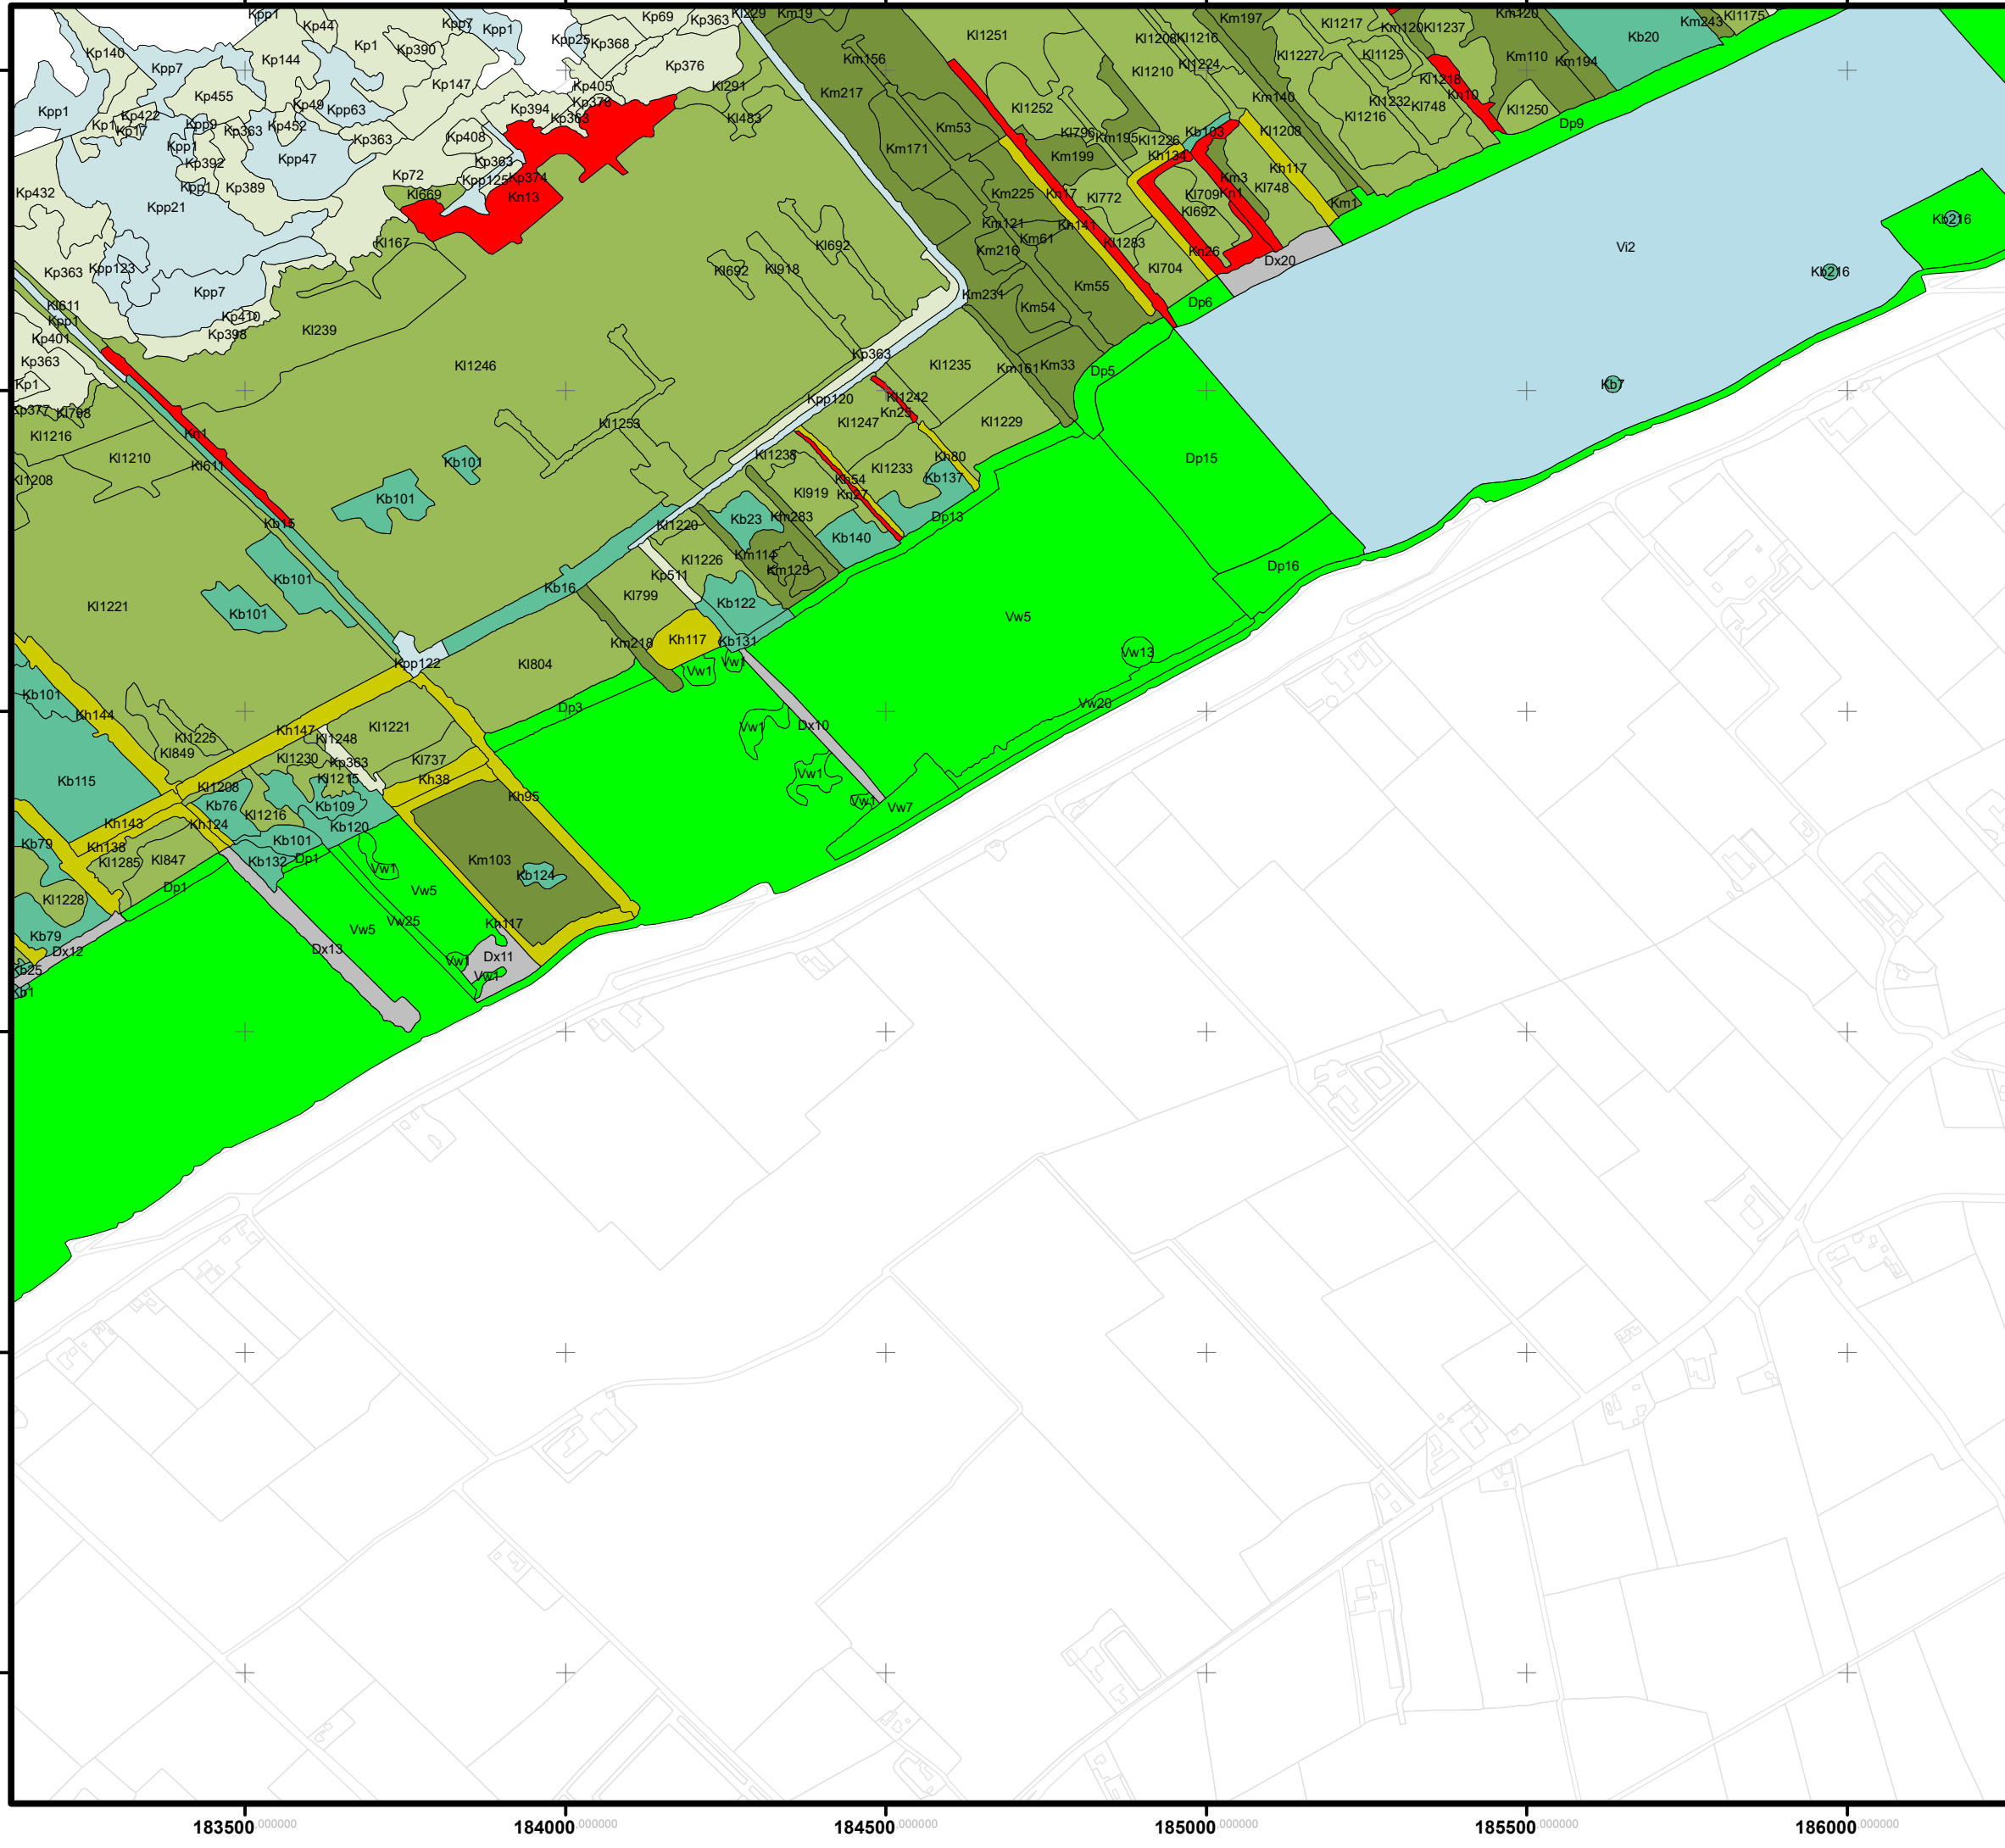 Kpp1 Kp44 Kpp7 Kpp1 Kp69 Kp363 Kl229 Km19 Km197 Kl1217 Km120 Kl1237 Km120 Km243 Kl1175
Kp140 Kp1 Kp390 Kpp25 Kp368 Kl1251 Kl1208 Kl1216 Kb20
Kpp7 Kp144 Kp376 Km156 Kl1224 Kl1227 Kl1125 Km110 Km194
Kp455 Kp147 Kp405 Kl291 Km217 Kl1210 Km140 Kl1218 Kn10
Kpp1 Kp422 Kp49 Kpp63 Kp394 Kl1252 Kl1232 Kl748 Kl1250
Kp17 Kpp9 Kp363 Kp452 Kp363 Kp408 Kp363 Kl483 Km53 Kl796 Km195 Kl1226 Kb103 Kl1208 Kl1216 Dp9
Kpp1 Kp392 Kpp47 Kp363 Km171 Km199 Kh134 Kh117
Kp432 Kpp1 Kp389 Kp72 Kpp125 Kp374 Km3 Kl748
Kpp21 Kl669 Kn13 Km225 Kn17 Kl772 Kl709 Kn1 Kl692 Km1
Kl167 Kl692 Km121 Kh141 Kb216
Kp363 Kpp123 Kl692 Kl918 Km216 Km61 Kl1283 Kn26 Dx20 Vi2
Kpp7 Km231 Km55 Kl704 Kb216
Kl611 Kpp1 Kp410 Km54 Dp6
Kp401 Kp398 Kl239
Kp363 Kl1246 Kp363 Kl1235 Km161 Km33 Dp5
Kp1 Kpp120 Kl1242 Kb7
Kp377 Kl798 Kn25
Kl1216 Kn1 Kl1253 Kl1247 Kl1229
Kl1210 Kl611 Kb101 Kl1238 Kl1233 Kh80 Dp15
Kl1208 Kb101 Kl919 Kh54 Kn27 Kb137
Kb15 Kl1220 Kb23 Km283 Dp13
Kl1226 Km114 Kb140
Kb101 Kb16 Kp511 Km125 Dp16
Kl1221 Kb101 Kl799 Kb122 Vw5
Kpp122 Kl804 Km218 Kh117 Kb131 Vw13
Kb101 Vw1 Vw1
Kh144 Dp3 Vw20
Kl1225 Kh147 Kl1248 Kl1221 Vw1 Dx10
Kl849 Kl1230 Kp363 Kl737
Kb115 Kl1208 Kl1215 Kh38 Vw1
Kb76 Kb109 Kh95 Vw1 Vw7
Kh143 Kh124 Kl1216 Kb120
Kb79 Kh138 Kb101
Kl1285 Kl847 Kb132 Dp1 Vw1 Km103
Dp1 Vw5 Kb124
Kl1228 Vw25 Kh117
Kb79 Vw5
Dx12 Dx13 Vw1 Dx11
Kb25 Vw1
Kb1
183500.000000 184000.000000 184500.000000 185000.000000 185500.000000 186000.000000